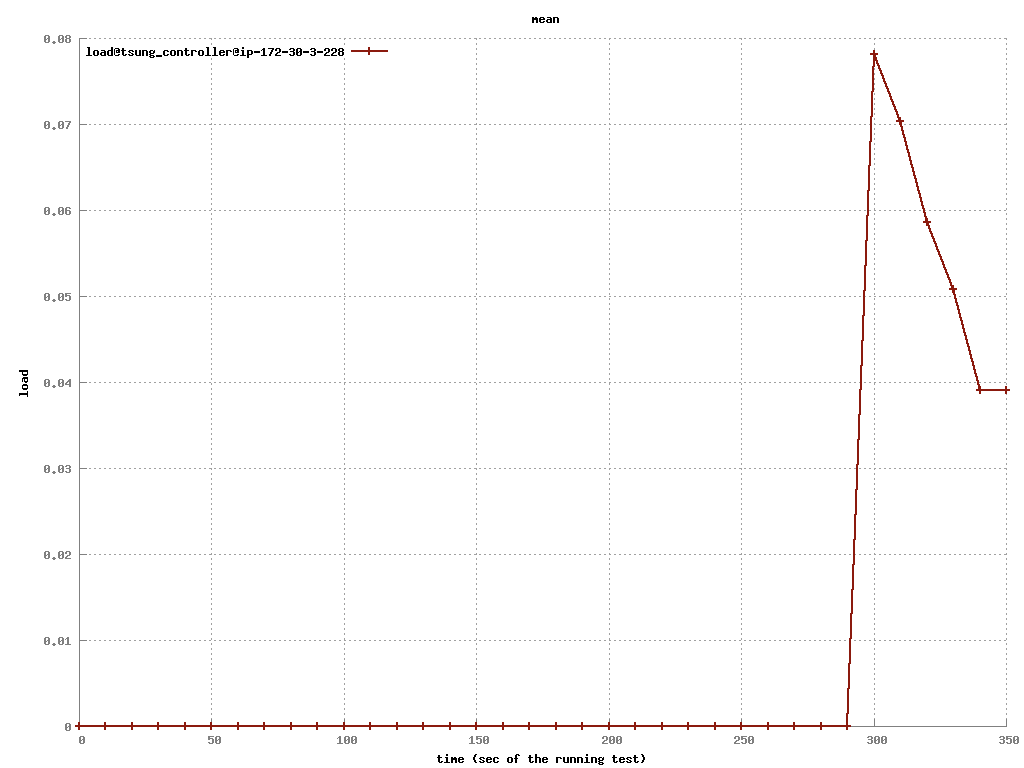 mean
load@tsung_controller@ip-172-30-3-228
0.08
0.07
0.06
0.05
0.04
0.03
0.02
0.01
0
load
0 50 100 150 200 250 300 350
time (sec of the running test)